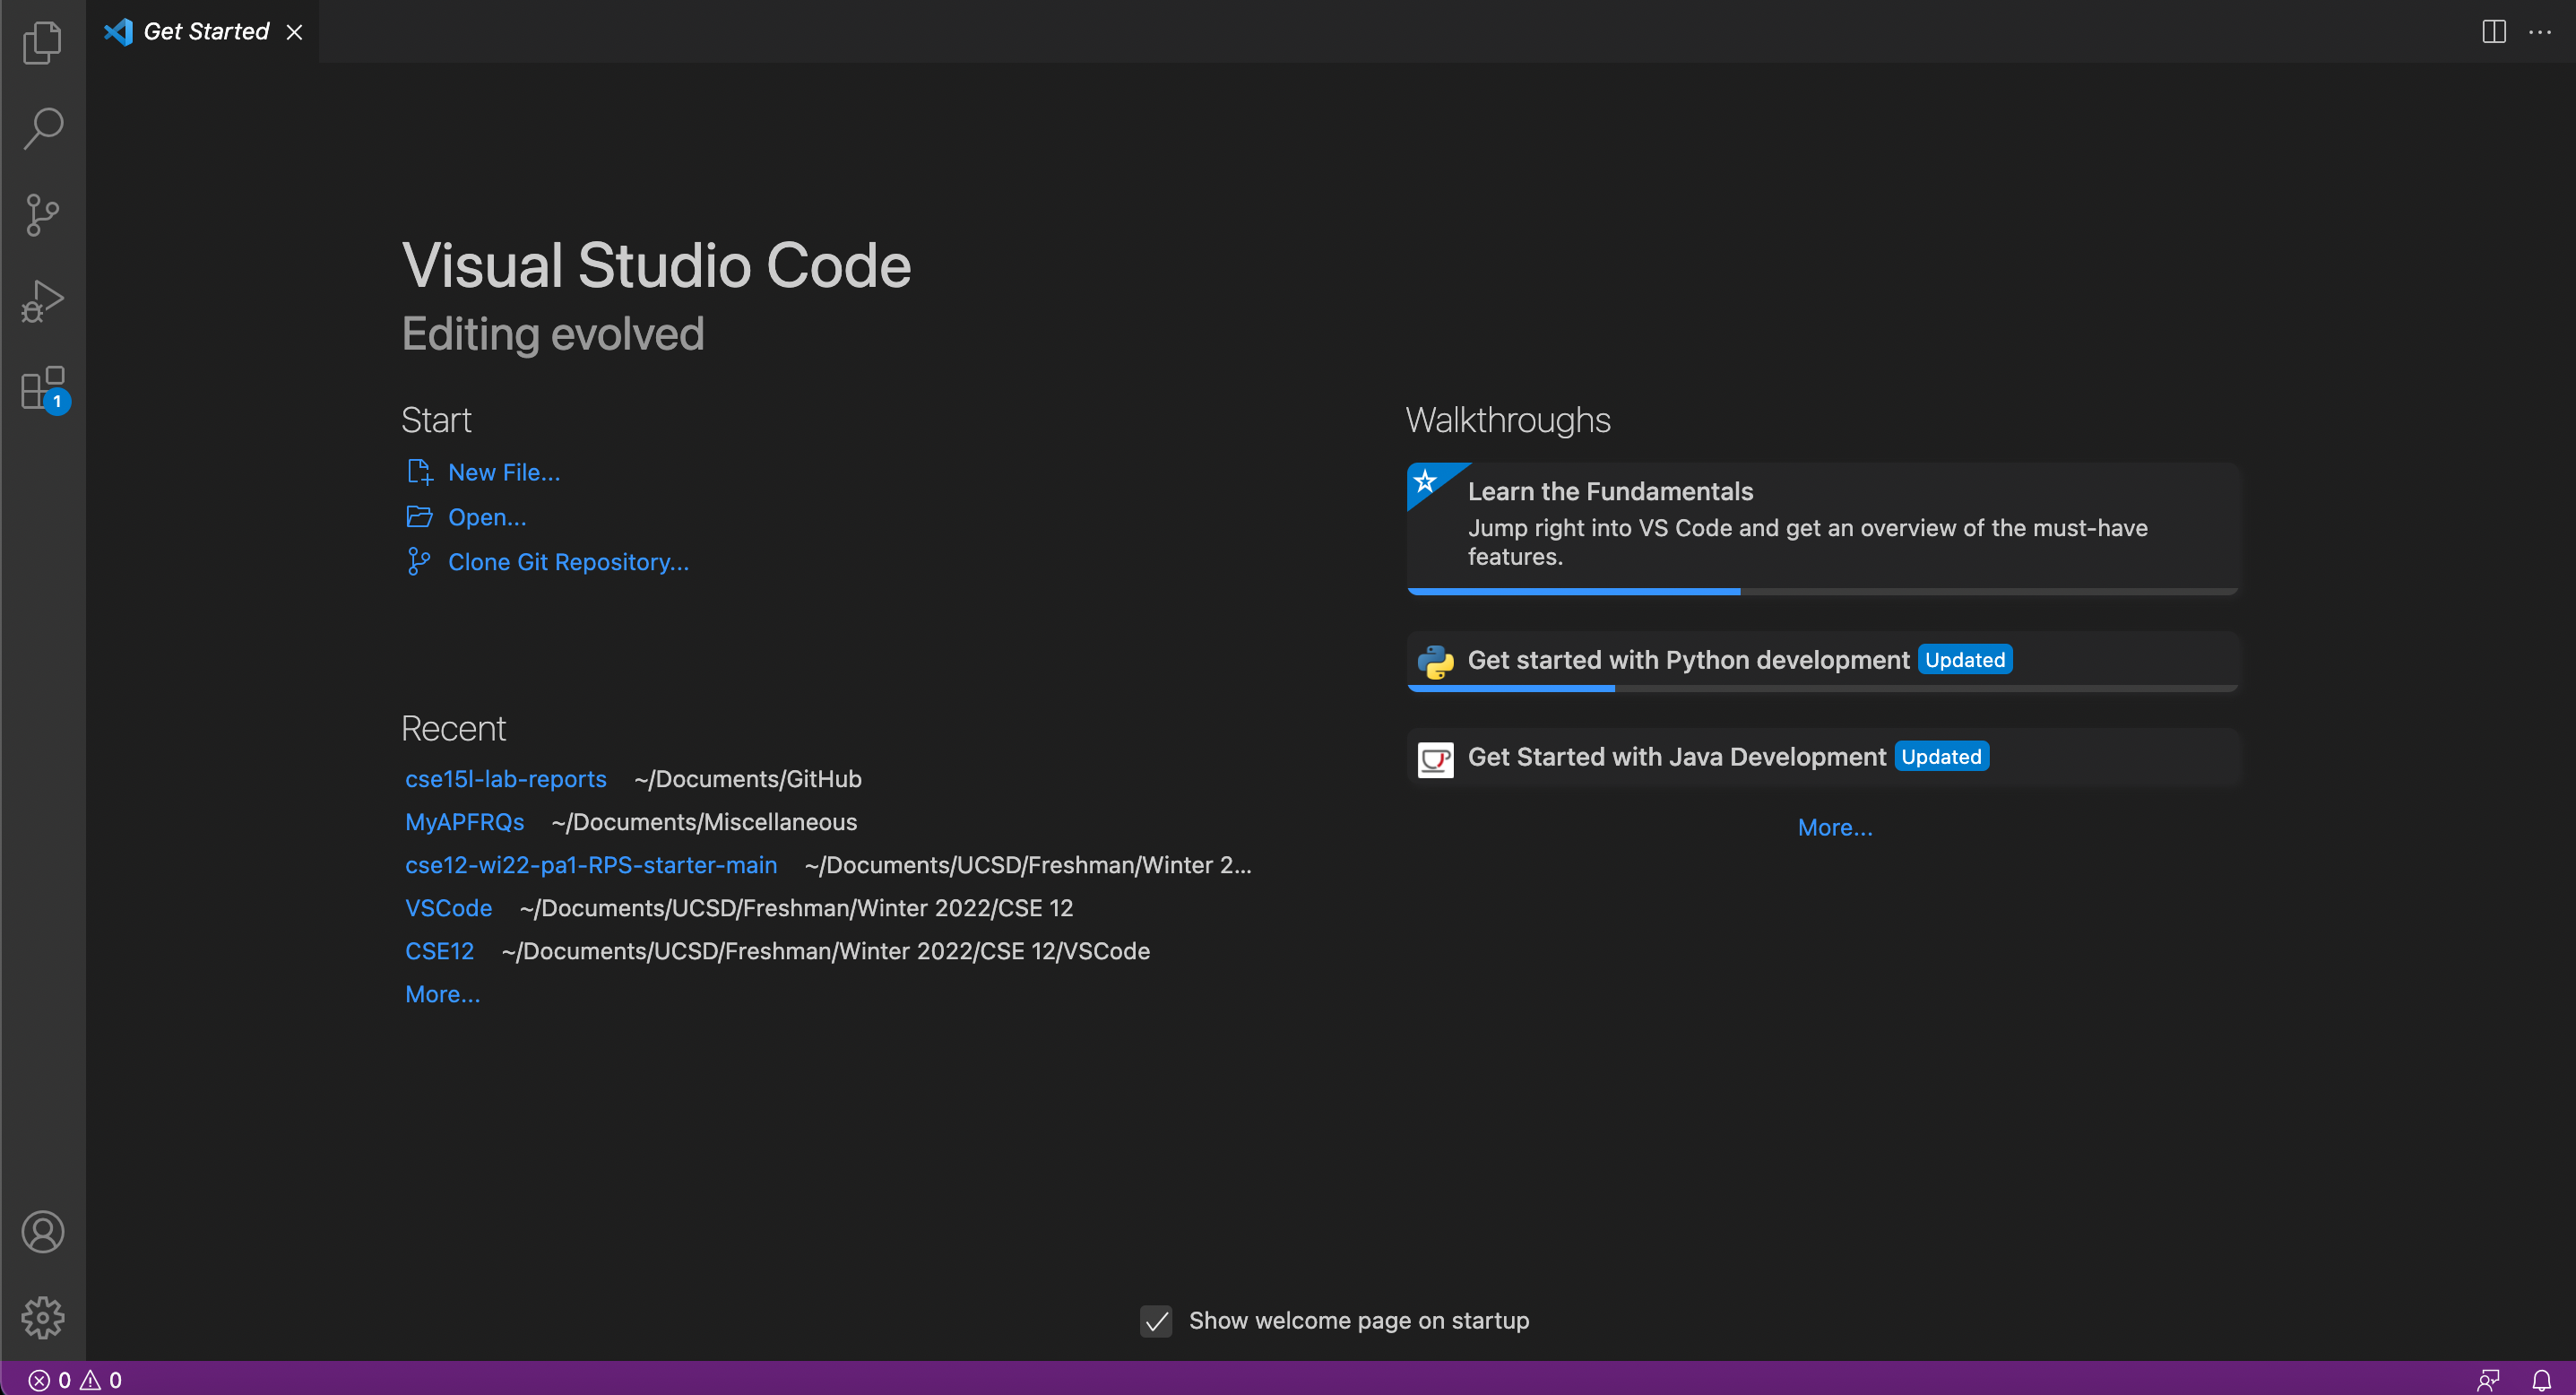 Get Started
Visual Studio Code
Editing evolved
Start
New File...
Open...
Clone Git Repository...
Recent
cse15l-lab-reports ~/Documents/GitHub
MyAPFRQs ~/Documents/Miscellaneous
cse12-wi22-pa1-RPS-starter-main ~/Documents/UCSD/Freshman/Winter 2...
VSCode ~/Documents/UCSD/Freshman/Winter 2022/CSE 12
CSE12 ~/Documents/UCSD/Freshman/Winter 2022/CSE 12/VSCode
More...
Walkthroughs
Learn the Fundamentals
Jump right into VS Code and get an overview of the must-have
features.
Get started with Python development Updated
Get Started with Java Development Updated
More...
1
Show welcome page on startup
0 0